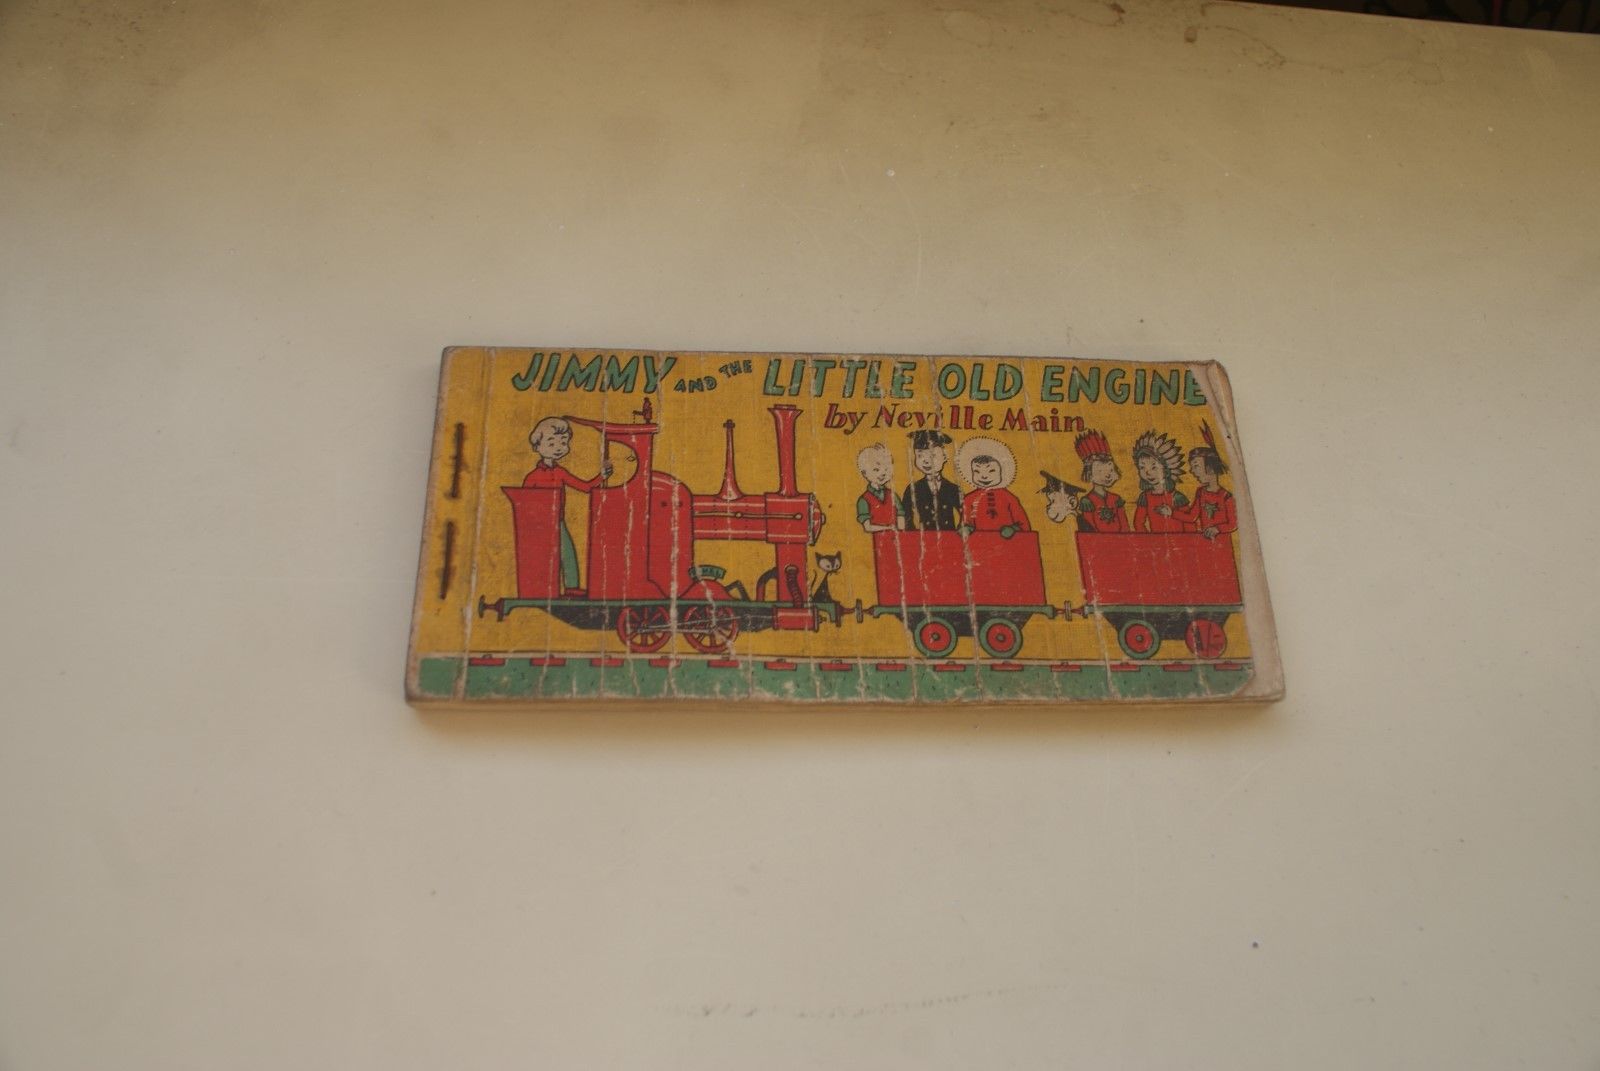 JIMMY AND THE LITTLE OLD ENGINE
by Neville Main